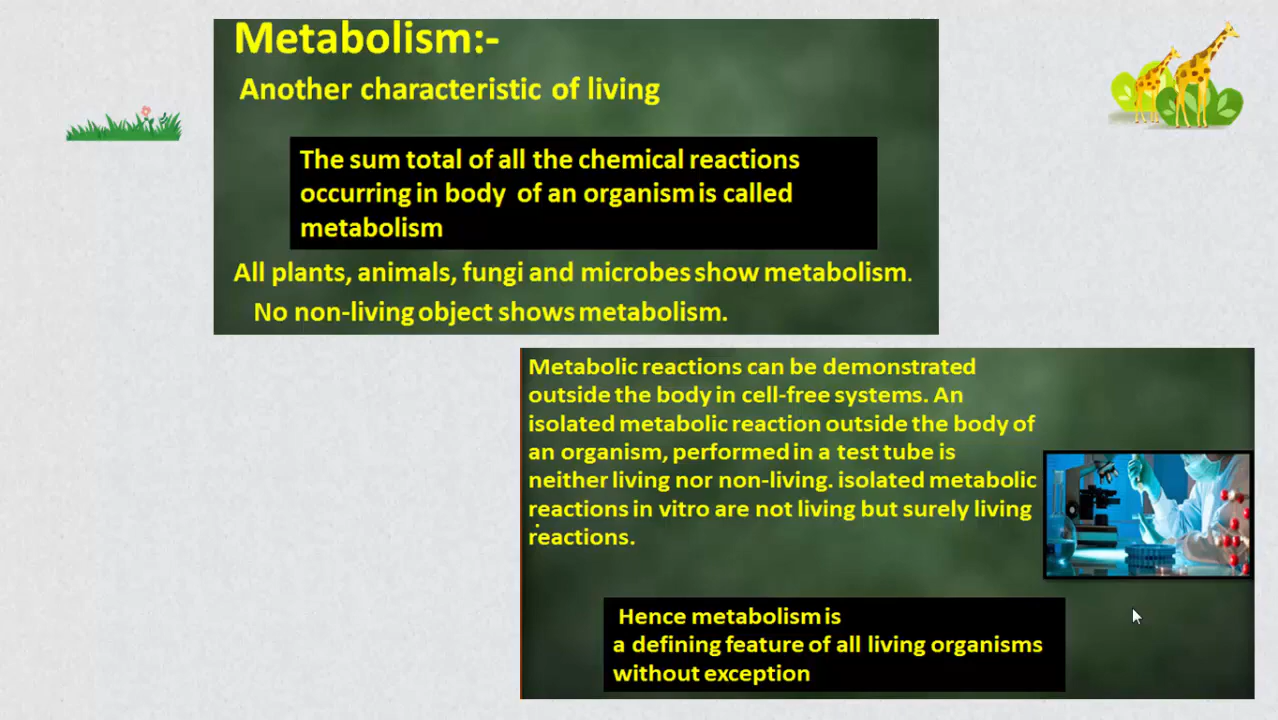 Metabolism:-
Another characteristic of living
The sum total of all the chemical reactions
occurring in body of an organism is called
metabolism
All plants, animals, fungi and microbes show metabolism.
No non-living object shows metabolism.
Metabolic reactions can be demonstrated
outside the body in cell-free systems. An
isolated metabolic reaction outside the body of
an organism, performed in a test tube is
neither living nor non-living. isolated metabolic
reactions in vitro are not living but surely living
reactions.
Hence metabolism is
a defining feature of all living organisms
without exception